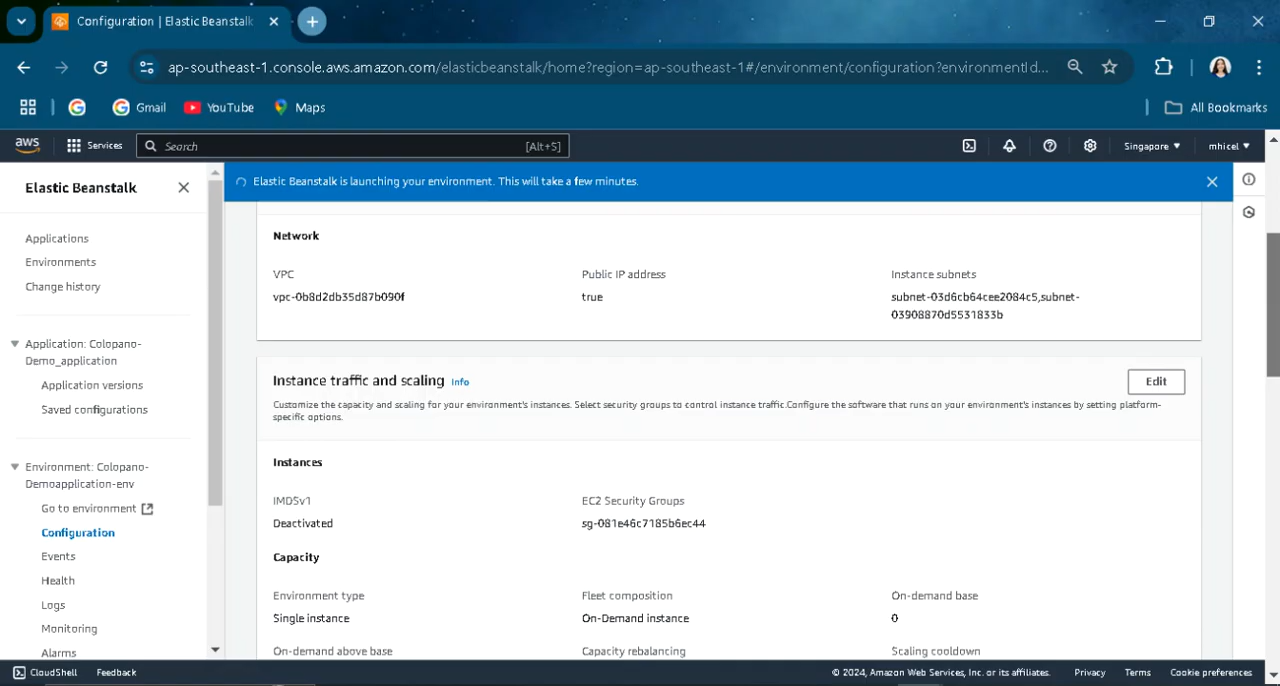 Configuration | Elastic Beanstalk
ap-southeast-1.console.aws.amazon.com/elasticbeanstalk/home?region=ap-southeast-1#/environment/configuration?environmentId...
Gmail
YouTube
Maps
All Bookmarks
aws
Services
Search
[Alt+S]
Singapore
mhicel
Elastic Beanstalk
Elastic Beanstalk is launching your environment. This will take a few minutes.
Applications
Environments
Change history
Application: Colopano-
Demo_application
Application versions
Saved configurations
Environment: Colopano-
Demoapplication-env
Go to environment
Configuration
Events
Health
Logs
Monitoring
Alarms
Network
VPC
Public IP address
Instance subnets
vpc-0b8d2db35d87b090f
true
subnet-03d6cb64cee2084c5,subnet-
03908870d5531833b
Instance traffic and scaling Info
Edit
Customize the capacity and scaling for your environment's instances. Select security groups to control instance traffic.Configure the software that runs on your environment's instances by setting platform-
specific options.
Instances
IMDSv1
EC2 Security Groups
Deactivated
sg-081e46c7185b6ec44
Capacity
Environment type
Fleet composition
On-demand base
Single instance
On-Demand instance
0
On-demand above base
Capacity rebalancing
Scaling cooldown
CloudShell
Feedback
© 2024, Amazon Web Services, Inc. or its affiliates.
Privacy
Terms
Cookie preferences